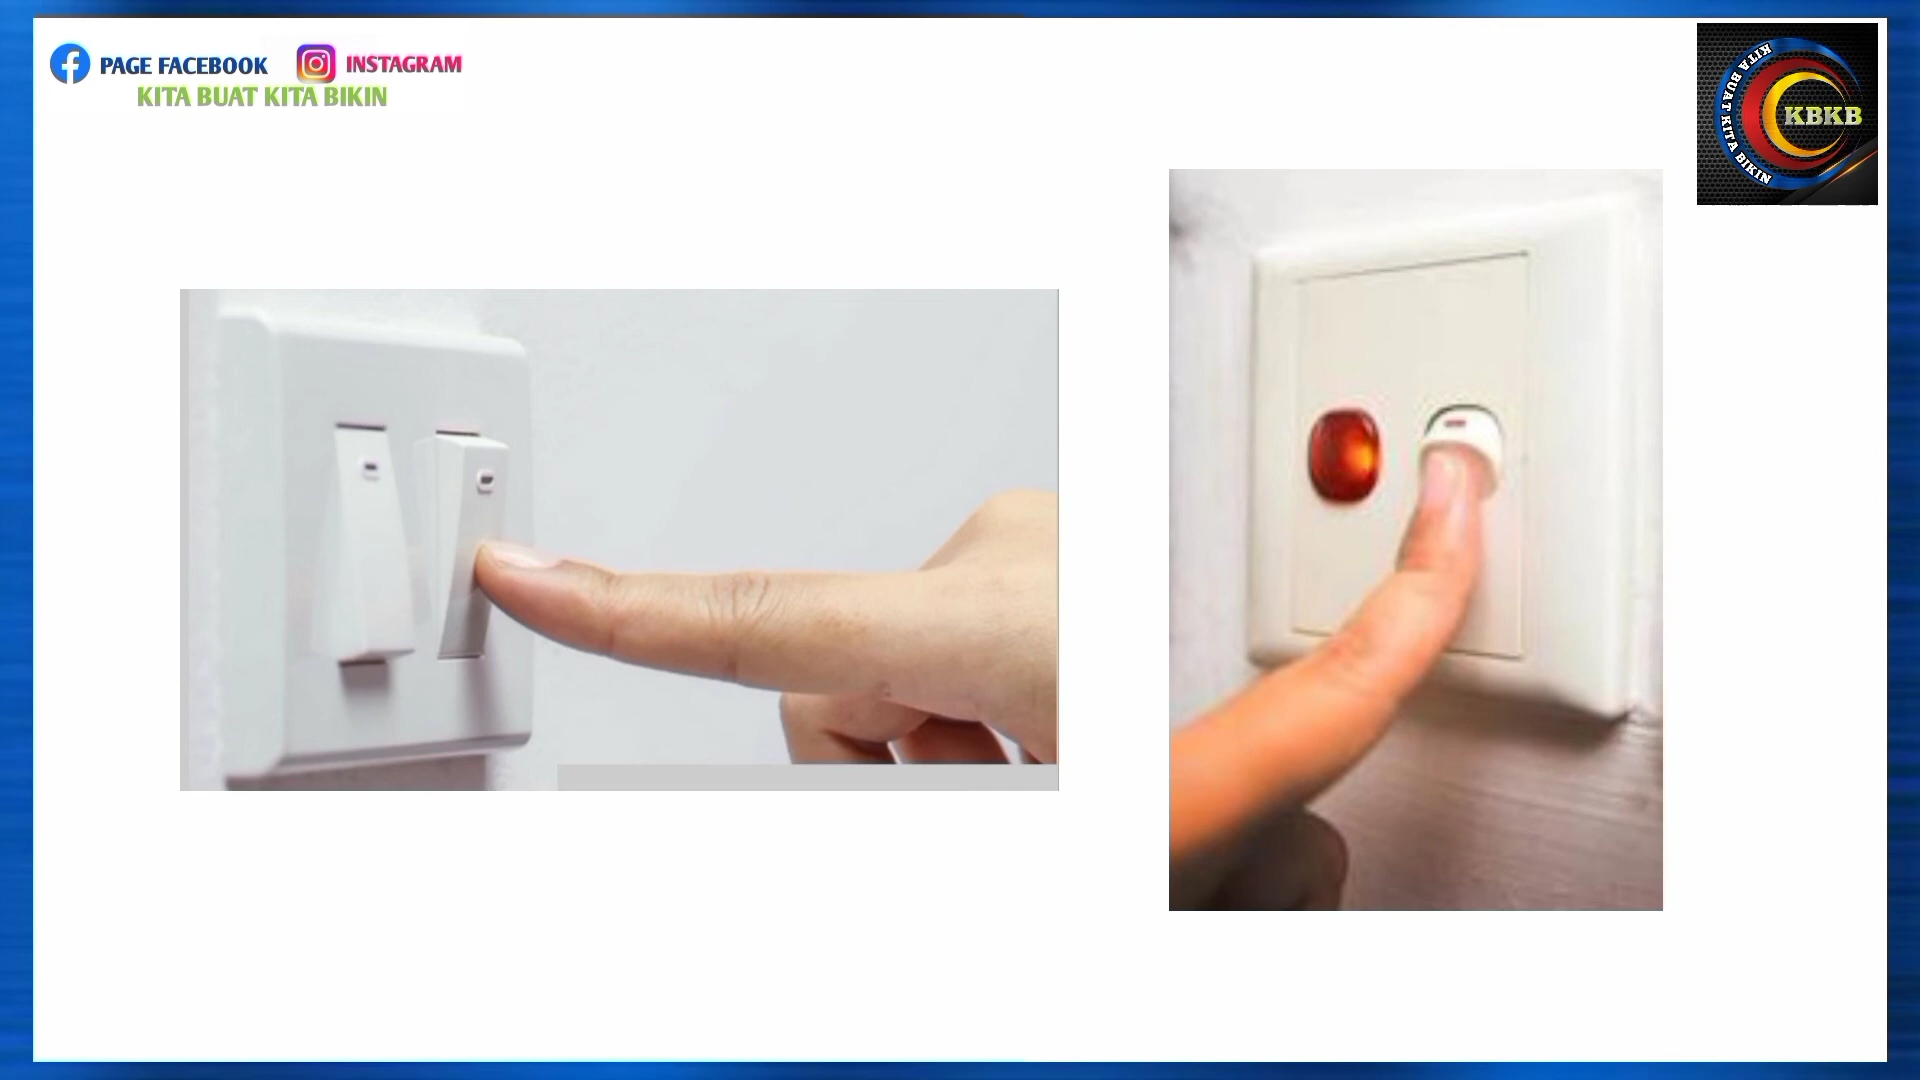 PAGE FACEBOOK
INSTAGRAM
KITA BUAT KITA BIKIN
KITA BUAT KITA BIKIN
KBKB